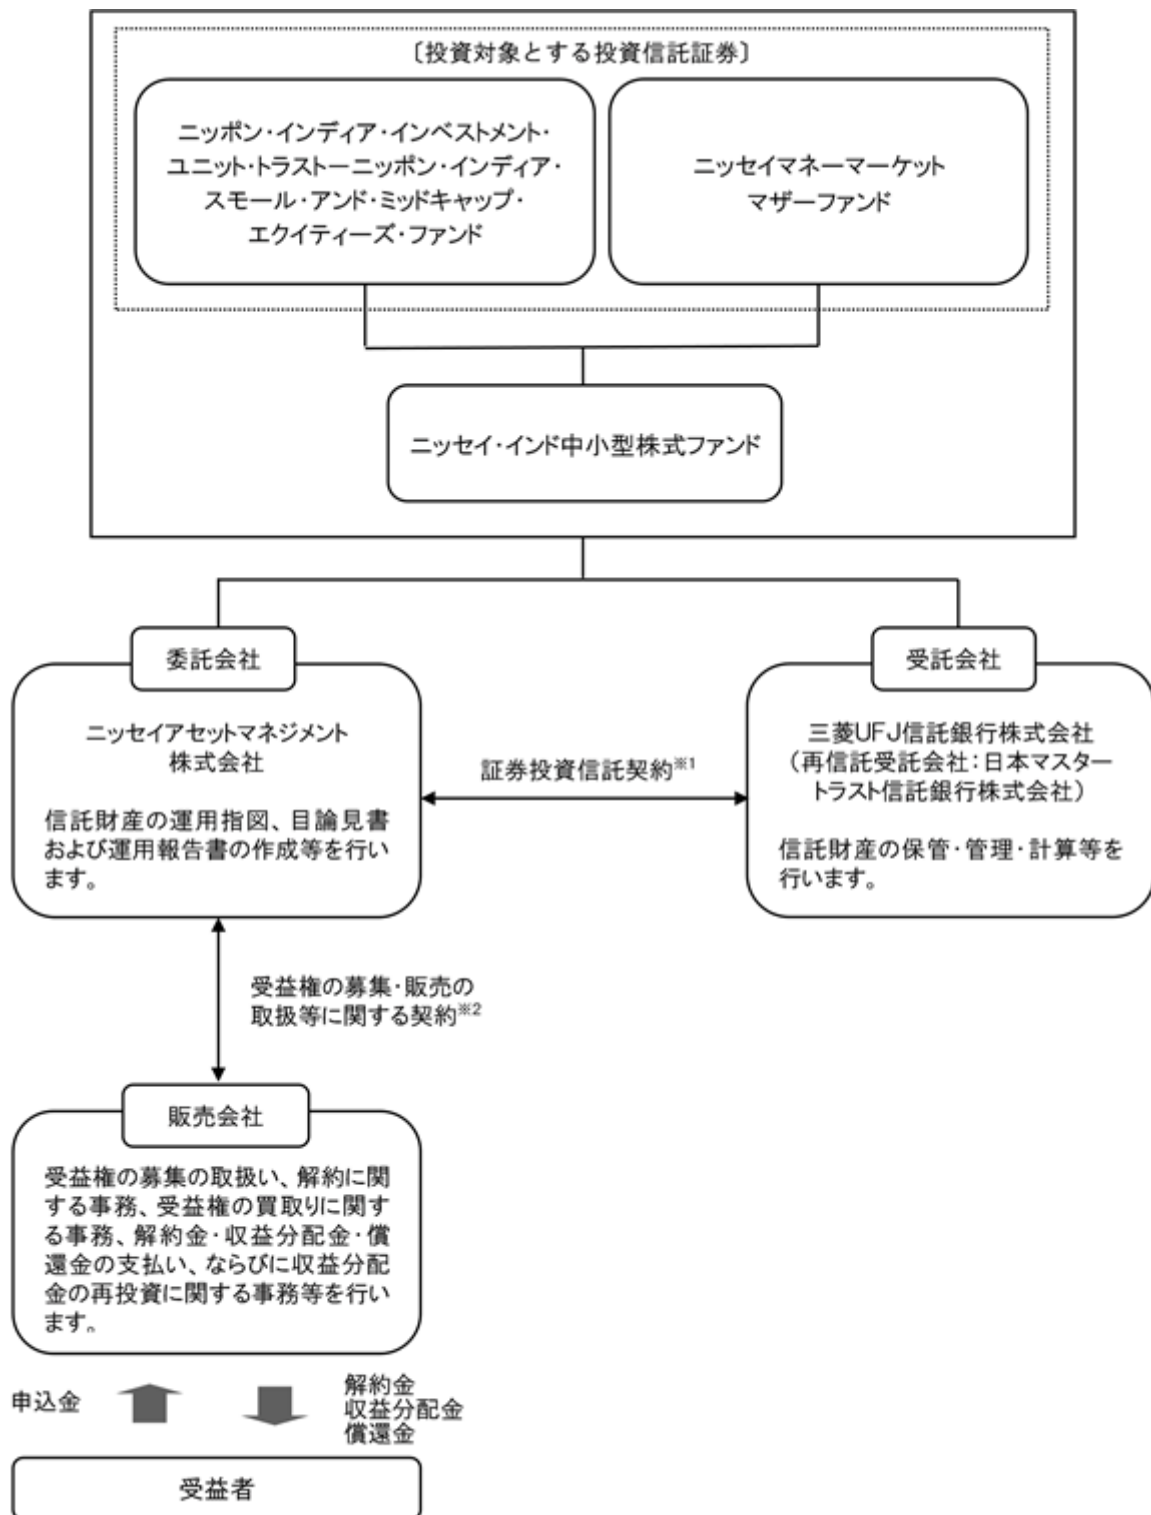 〔投資対象とする投資信託証券〕
ニッポン・インディア・インベストメント・
ユニット・トラストーニッポン・インディア・
スモール・アンド・ミッドキャップ・
エクイティーズ・ファンド
ニッセイマネーマーケット
マザーファンド
ニッセイ・インド中小型株式ファンド
委託会社
ニッセイアセットマネジメント
株式会社
信託財産の運用指図、目論見書
および運用報告書の作成等を行い
ます。
証券投資信託契約※1
受託会社
三菱UFJ信託銀行株式会社
（再信託受託会社：日本マスター
トラスト信託銀行株式会社）
信託財産の保管・管理・計算等を
行います。
受益権の募集・販売の
取扱等に関する契約※2
販売会社
受益権の募集の取扱い、解約に関
する事務、受益権の買取りに関す
る事務、解約金・収益分配金・償
還金の支払い、ならびに収益分配
金の再投資に関する事務等を行い
ます。
申込金
解約金
収益分配金
償還金
受益者